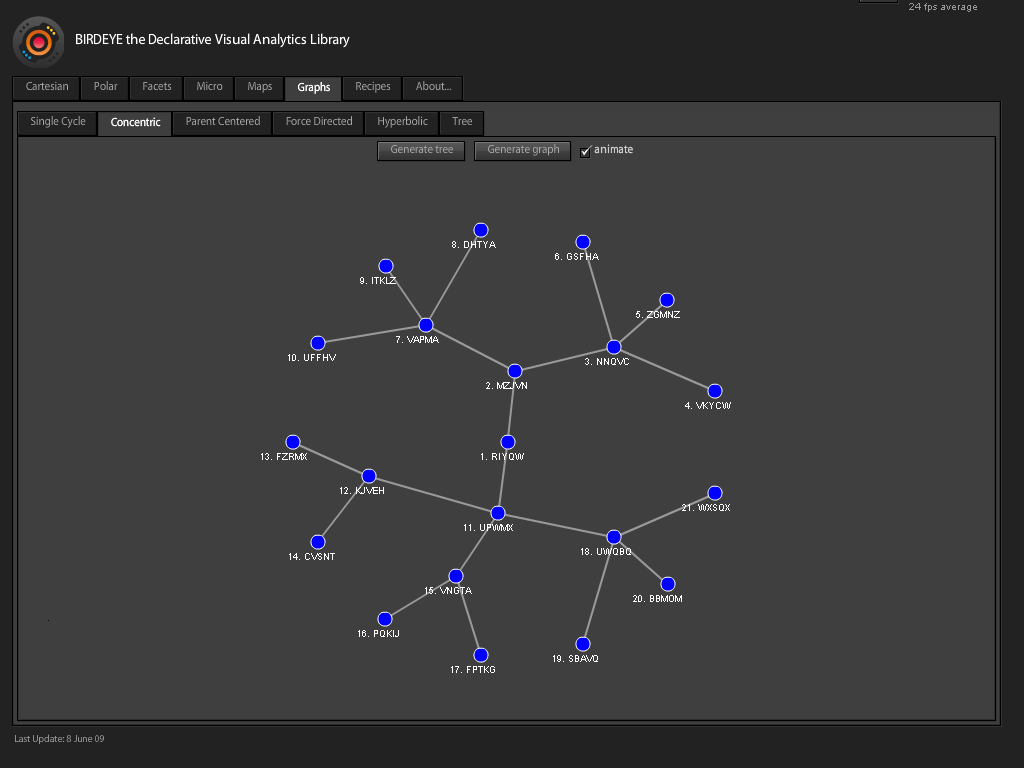 24 fps average
BIRDEYE the Declarative Visual Analytics Library
Cartesian Polar Facets Micro Maps Graphs Recipes About...
Single Cycle Concentric Parent Centered Force Directed Hyperbolic Tree
Generate tree Generate graph animate
8. DHTYA
6. GSFHA
9. ITKLZ
5. ZGMNZ
7. VAPMA
10. UFFHV
3. NNQVC
2. MZJVN
4. VKYCW
13. FZRMX
1. RIYQW
12. KJVEH
21. WXSQX
11. UPWMX
18. UWQBQ
14. CVSNT
15. VNGTA
20. BBMOM
16. PQKIJ
19. SBAVQ
17. FPTKG
Last Update: 8 June 09